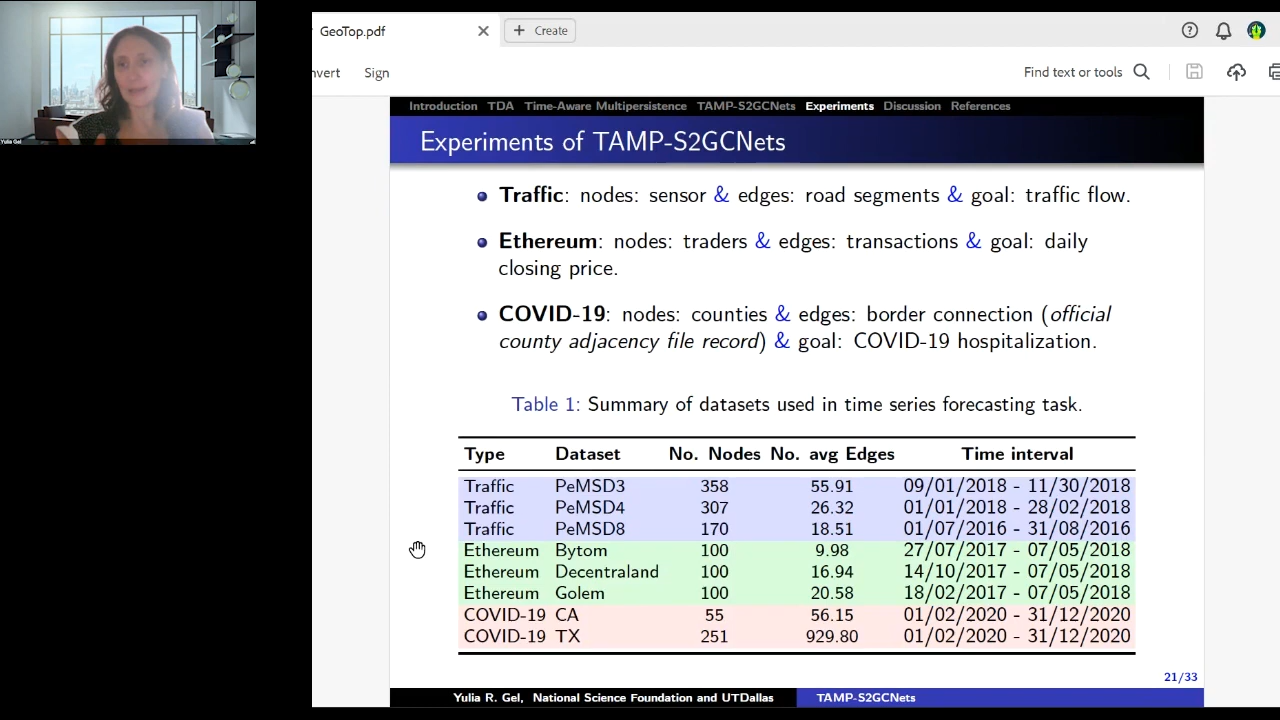 GeoTop.pdf
Create
nvert Sign
Find text or tools
Yulia Gel
Introduction TDA Time-Aware Multipersistence TAMP-S2GCNets Experiments Discussion References
Experiments of TAMP-S2GCNets
Traffic: nodes: sensor & edges: road segments & goal: traffic flow.
Ethereum: nodes: traders & edges: transactions & goal: daily
closing price.
COVID-19: nodes: counties & edges: border connection (official
county adjacency file record) & goal: COVID-19 hospitalization.
Table 1: Summary of datasets used in time series forecasting task.
Type Dataset No. Nodes No. avg Edges Time interval
Traffic PeMSD3 358 55.91 09/01/2018 - 11/30/2018
Traffic PeMSD4 307 26.32 01/01/2018 - 28/02/2018
Traffic PeMSD8 170 18.51 01/07/2016 - 31/08/2016
Ethereum Bytom 100 9.98 27/07/2017 - 07/05/2018
Ethereum Decentraland 100 16.94 14/10/2017 - 07/05/2018
Ethereum Golem 100 20.58 18/02/2017 - 07/05/2018
COVID-19 CA 55 56.15 01/02/2020 - 31/12/2020
COVID-19 TX 251 929.80 01/02/2020 - 31/12/2020
21/33
Yulia R. Gel, National Science Foundation and UTDallas TAMP-S2GCNets